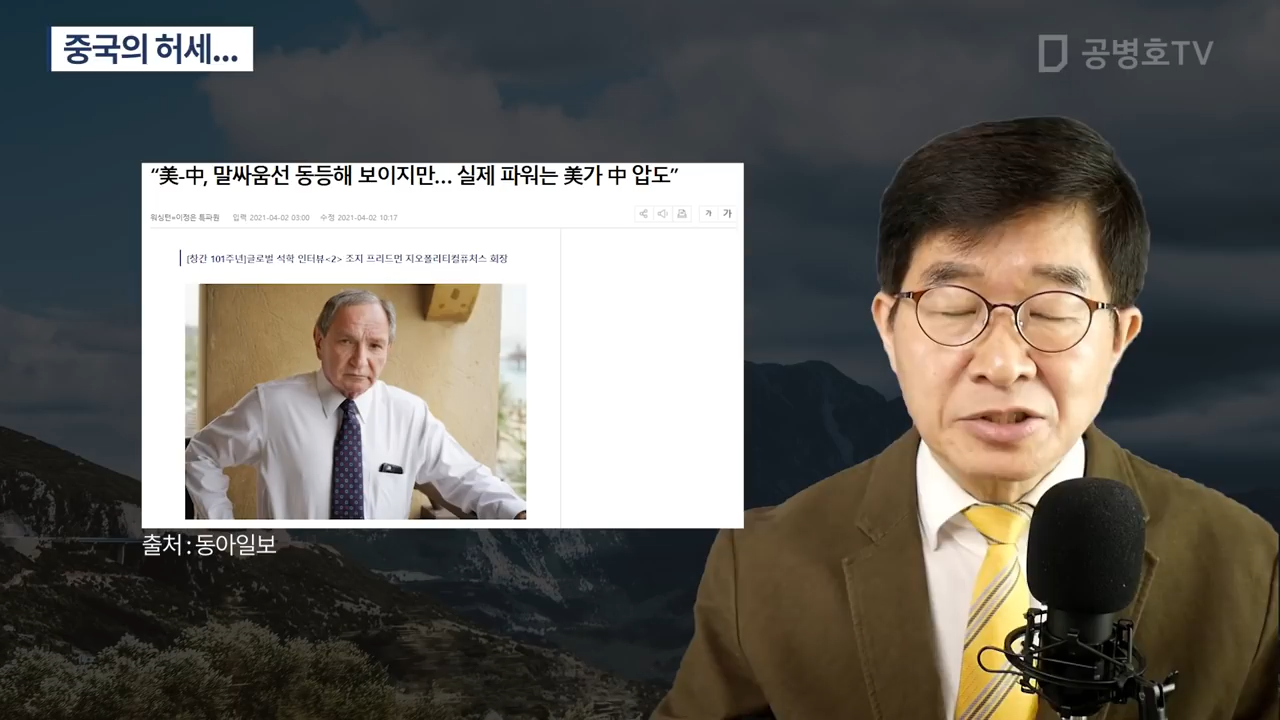 중국의 허세...
공병호TV
“美-中, 말싸움선 동등해 보이지만... 실제 파워는 美가 中 압도”
워싱턴=이정은 특파원 입력 2021-04-02 03:00 수정 2021-04-02 10:17
가 가
[창간 101주년]글로벌 석학 인터뷰<2> 조지 프리드먼 지오폴리티컬퓨처스 회장
출처 : 동아일보